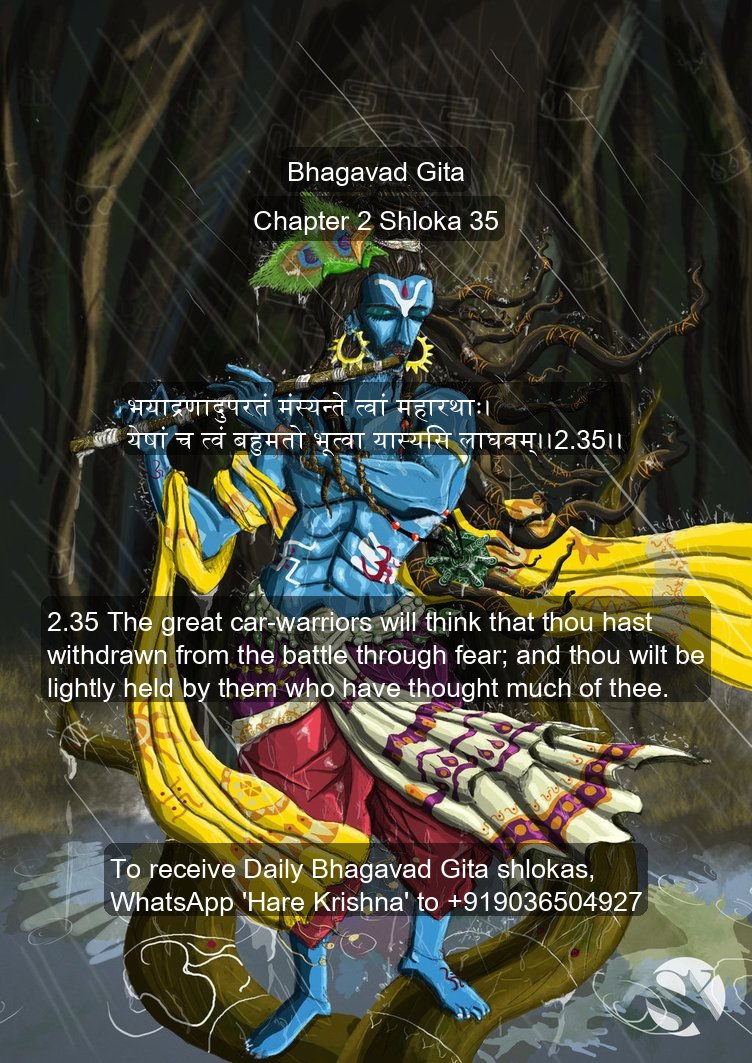 Bhagavad Gita
Chapter 2 Shloka 35
भयाद्रणादुपरतं मंस्यन्ते त्वां महारथाः।
येषां च त्वं बहुमतो भूत्वा यास्यसि लाघवम्।।2.35।।
2.35 The great car-warriors will think that thou hast
withdrawn from the battle through fear; and thou wilt be
lightly held by them who have thought much of thee.
To receive Daily Bhagavad Gita shlokas,
WhatsApp 'Hare Krishna' to +919036504927